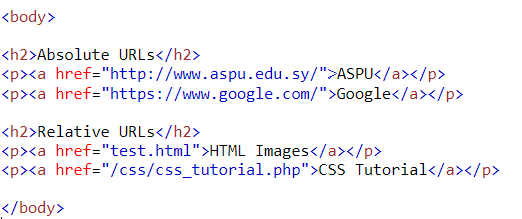 <body>
<h2>Absolute URLs</h2>
<p><a href="http://www.aspu.edu.sy/">ASPU</a></p>
<p><a href="https://www.google.com/">Google</a></p>
<h2>Relative URLs</h2>
<p><a href="test.html">HTML Images</a></p>
<p><a href="/css/css_tutorial.php">CSS Tutorial</a></p>
</body>